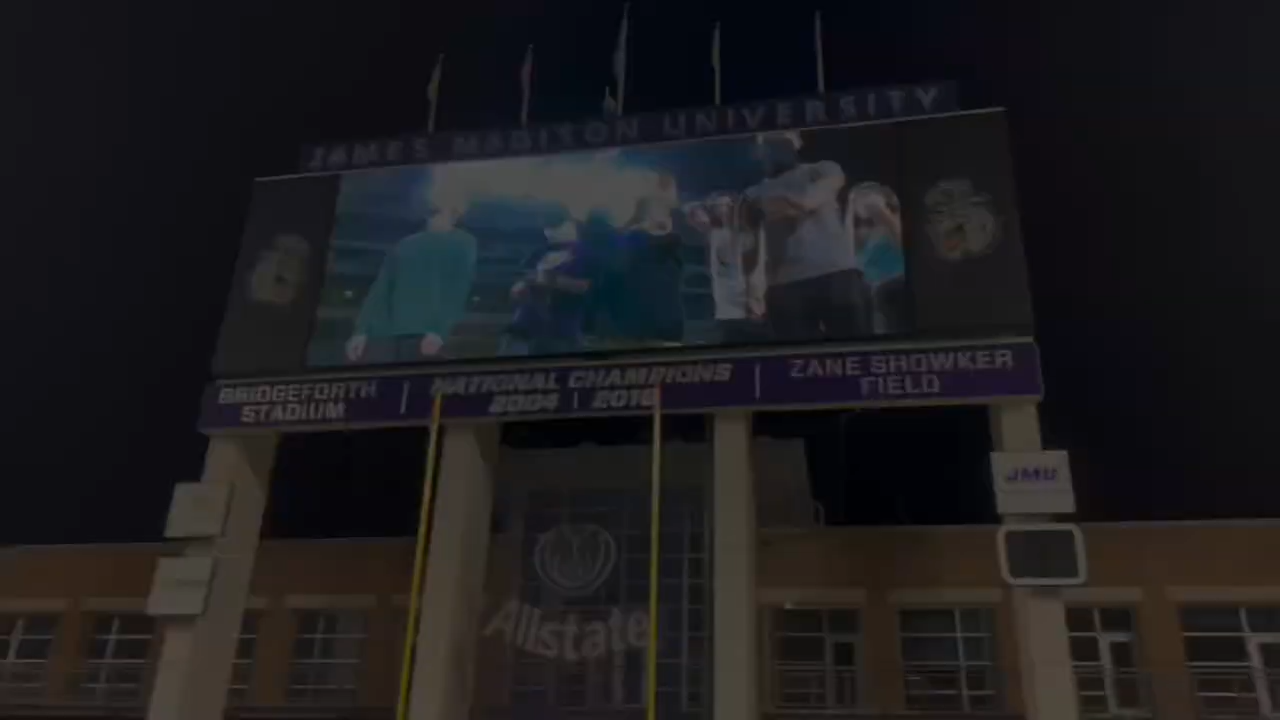 JAMES MADISON UNIVERSITY
BRIDGEFORTH
STADIUM
NATIONAL CHAMPIONS
2004 | 2016
ZANE SHOWKER
FIELD
JMU
Allstate